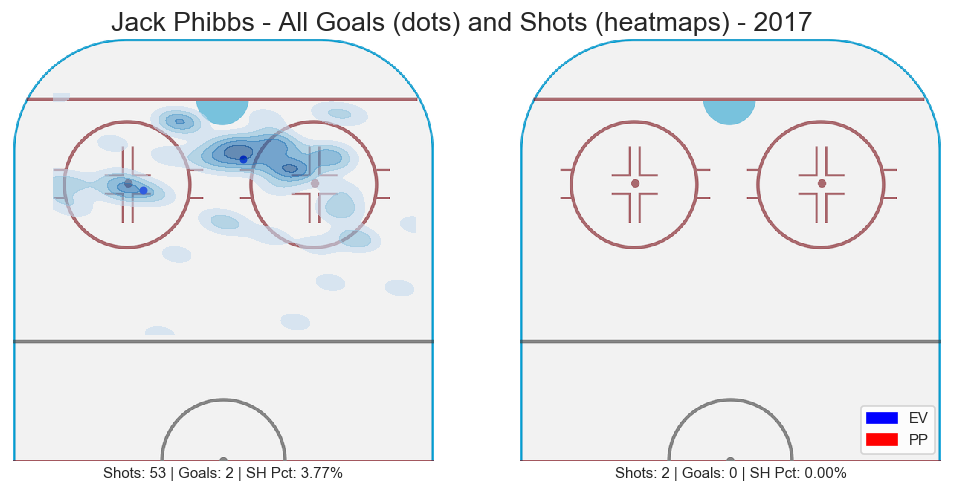 Jack Phibbs - All Goals (dots) and Shots (heatmaps) - 2017
EV
PP
Shots: 53 | Goals: 2 | SH Pct: 3.77%
Shots: 2 | Goals: 0 | SH Pct: 0.00%